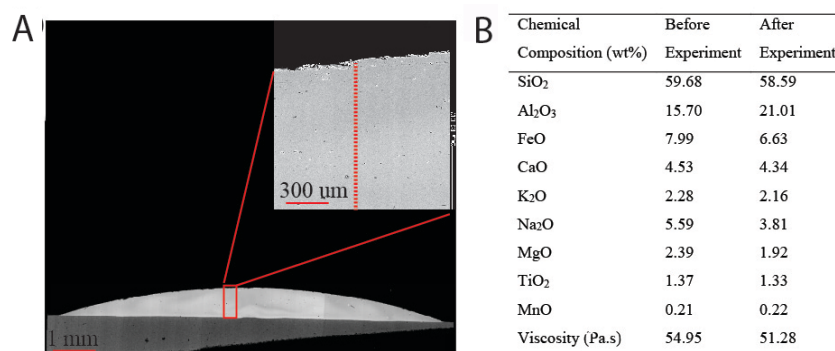 A
300 um
1 mm
B
Chemical Composition (wt%) Before Experiment After Experiment
SiO₂ 59.68 58.59
Al₂O₃ 15.70 21.01
FeO 7.99 6.63
CaO 4.53 4.34
K₂O 2.28 2.16
Na₂O 5.59 3.81
MgO 2.39 1.92
TiO₂ 1.37 1.33
MnO 0.21 0.22
Viscosity (Pa.s) 54.95 51.28